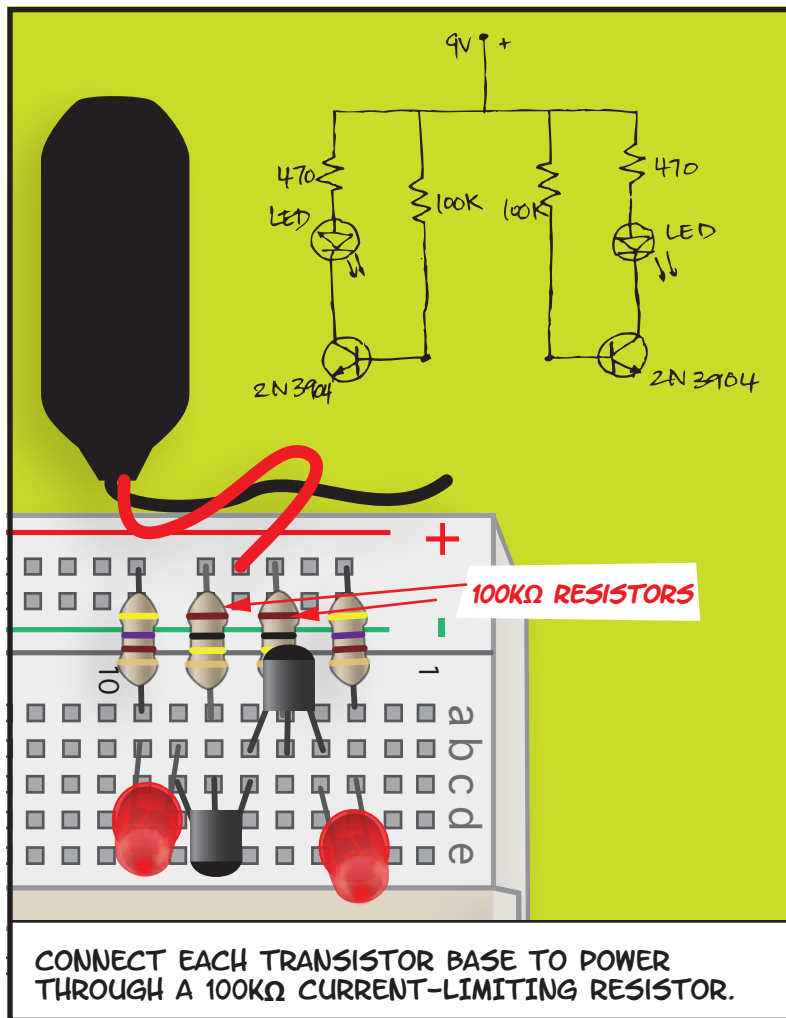 9V +
470
LED
100K
100K
470
LED
2N3904
2N3904
+
100KΩ RESISTORS
-
10
1
a
b
c
d
e
CONNECT EACH TRANSISTOR BASE TO POWER
THROUGH A 100KΩ CURRENT-LIMITING RESISTOR.